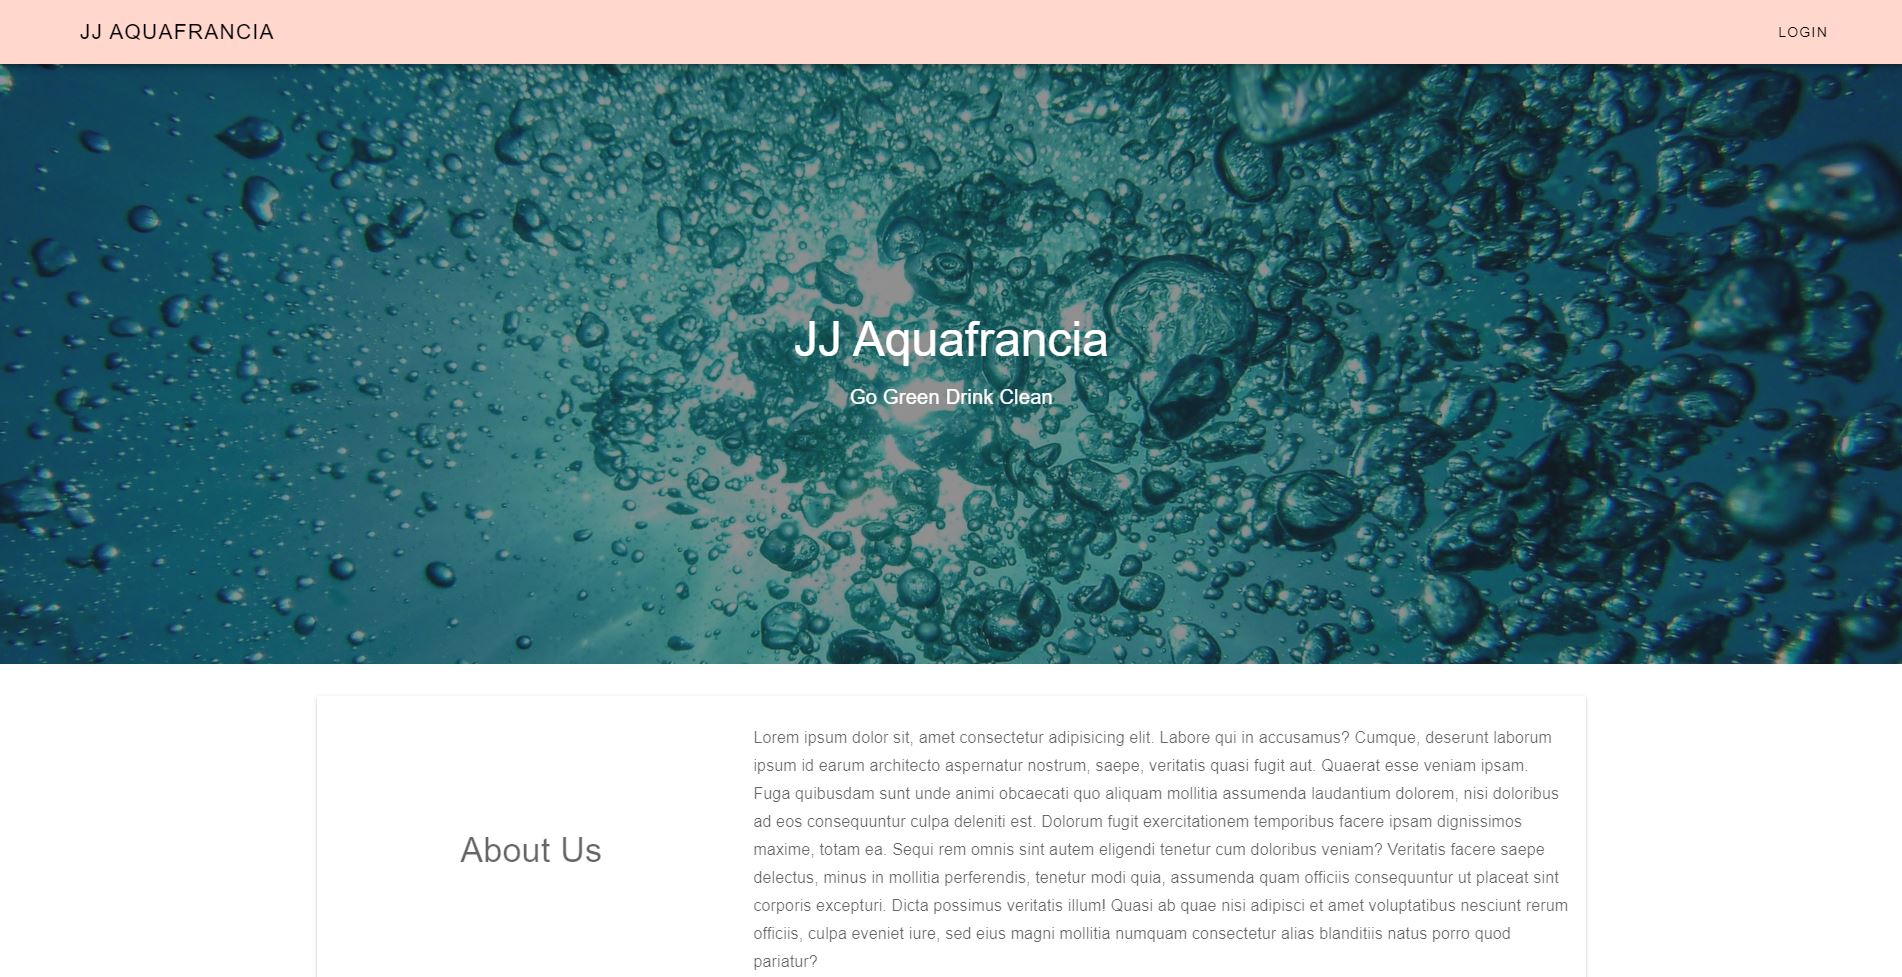 JJ AQUAFRANCIA
LOGIN
JJ Aquafrancia
Go Green Drink Clean
About Us
Lorem ipsum dolor sit, amet consectetur adipisicing elit. Labore qui in accusamus? Cumque, deserunt laborum
ipsum id earum architecto aspernatur nostrum, saepe, veritatis quasi fugit aut. Quaerat esse veniam ipsam.
Fuga quibusdam sunt unde animi obcaecati quo aliquam mollitia assumenda laudantium dolorem, nisi doloribus
ad eos consequuntur culpa deleniti est. Dolorum fugit exercitationem temporibus facere ipsam dignissimos
maxime, totam ea. Sequi rem omnis sint autem eligendi tenetur cum doloribus veniam? Veritatis facere saepe
delectus, minus in mollitia perferendis, tenetur modi quia, assumenda quam officiis consequuntur ut placeat sint
corporis excepturi. Dicta possimus veritatis illum! Quasi ab quae nisi adipisci et amet voluptatibus nesciunt rerum
officiis, culpa eveniet iure, sed eius magni mollitia numquam consectetur alias blanditiis natus porro quod
pariatur?